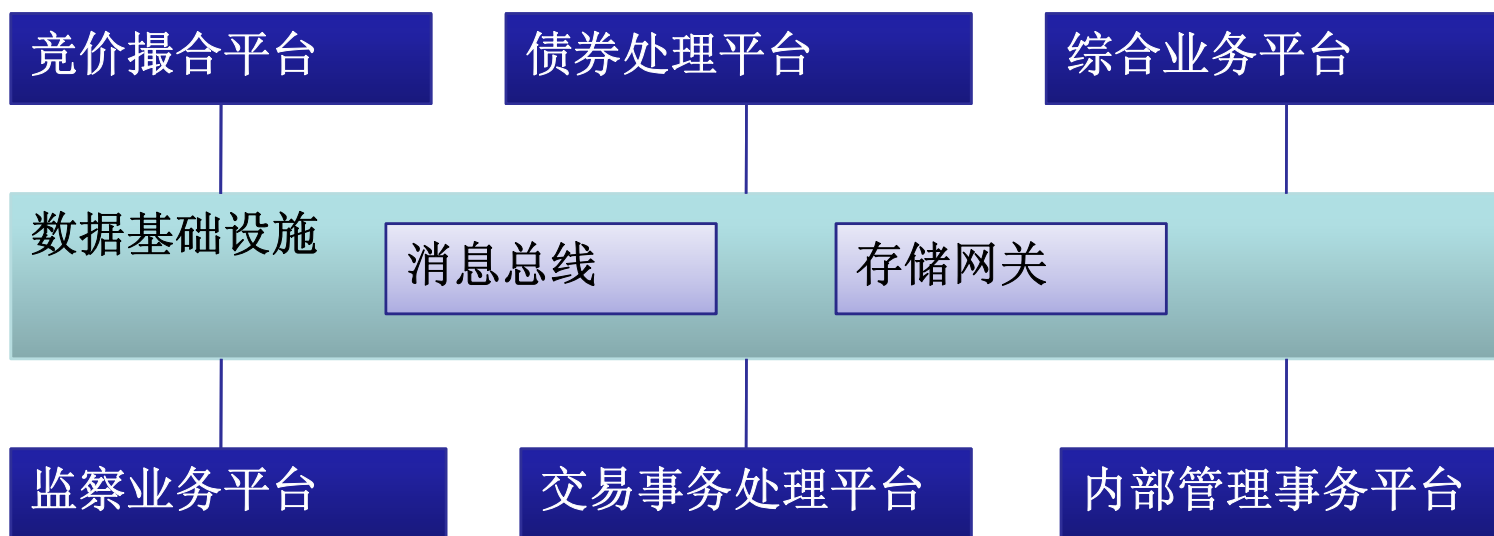 竞价撮合平台
债券处理平台
综合业务平台
数据基础设施
消息总线
存储网关
监察业务平台
交易事务处理平台
内部管理事务平台